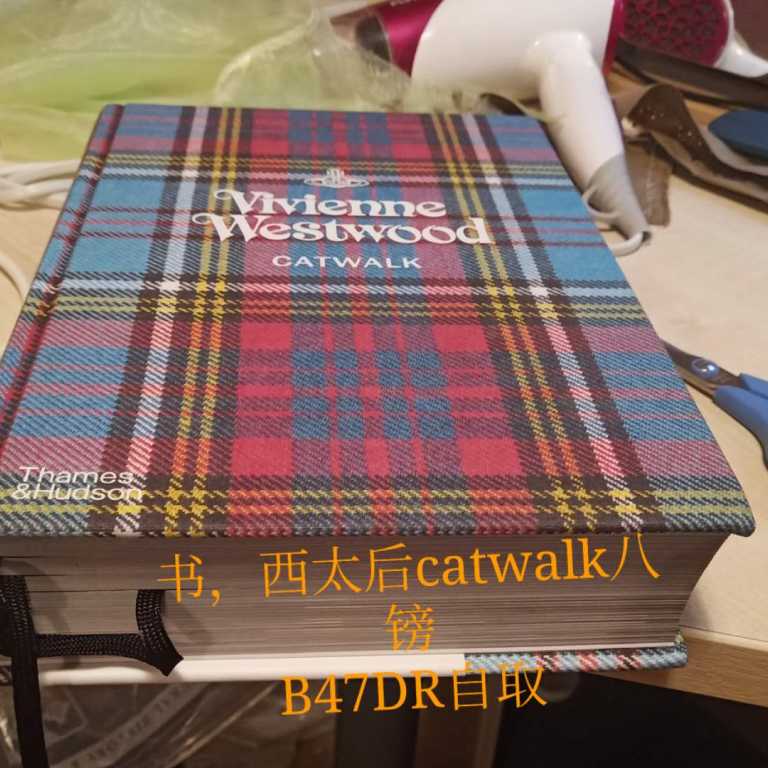 Vivienne
Westwood
CATWALK
Thames
&Hudson
书，西太后catwalk八
镑
B47DR自取